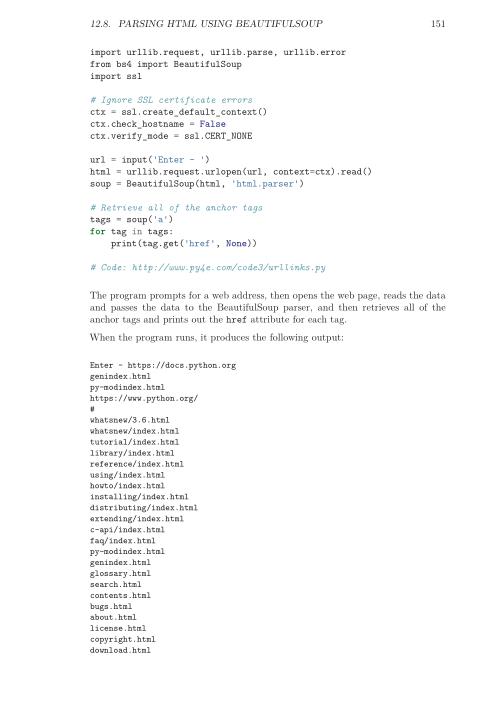 12.8. PARSING HTML USING BEAUTIFULSOUP 151
import urllib.request, urllib.parse, urllib.error
from bs4 import BeautifulSoup
import ssl
# Ignore SSL certificate errors
ctx = ssl.create_default_context()
ctx.check_hostname = False
ctx.verify_mode = ssl.CERT_NONE
url = input('Enter - ')
html = urllib.request.urlopen(url, context=ctx).read()
soup = BeautifulSoup(html, 'html.parser')
# Retrieve all of the anchor tags
tags = soup('a')
for tag in tags:
    print(tag.get('href', None))
# Code: http://www.py4e.com/code3/urllinks.py
The program prompts for a web address, then opens the web page, reads the data
and passes the data to the BeautifulSoup parser, and then retrieves all of the
anchor tags and prints out the href attribute for each tag.
When the program runs, it produces the following output:
Enter - https://docs.python.org
genindex.html
py-modindex.html
https://www.python.org/
#
whatsnew/3.6.html
whatsnew/index.html
tutorial/index.html
library/index.html
reference/index.html
using/index.html
howto/index.html
installing/index.html
distributing/index.html
extending/index.html
c-api/index.html
faq/index.html
py-modindex.html
genindex.html
glossary.html
search.html
contents.html
bugs.html
about.html
license.html
copyright.html
download.html